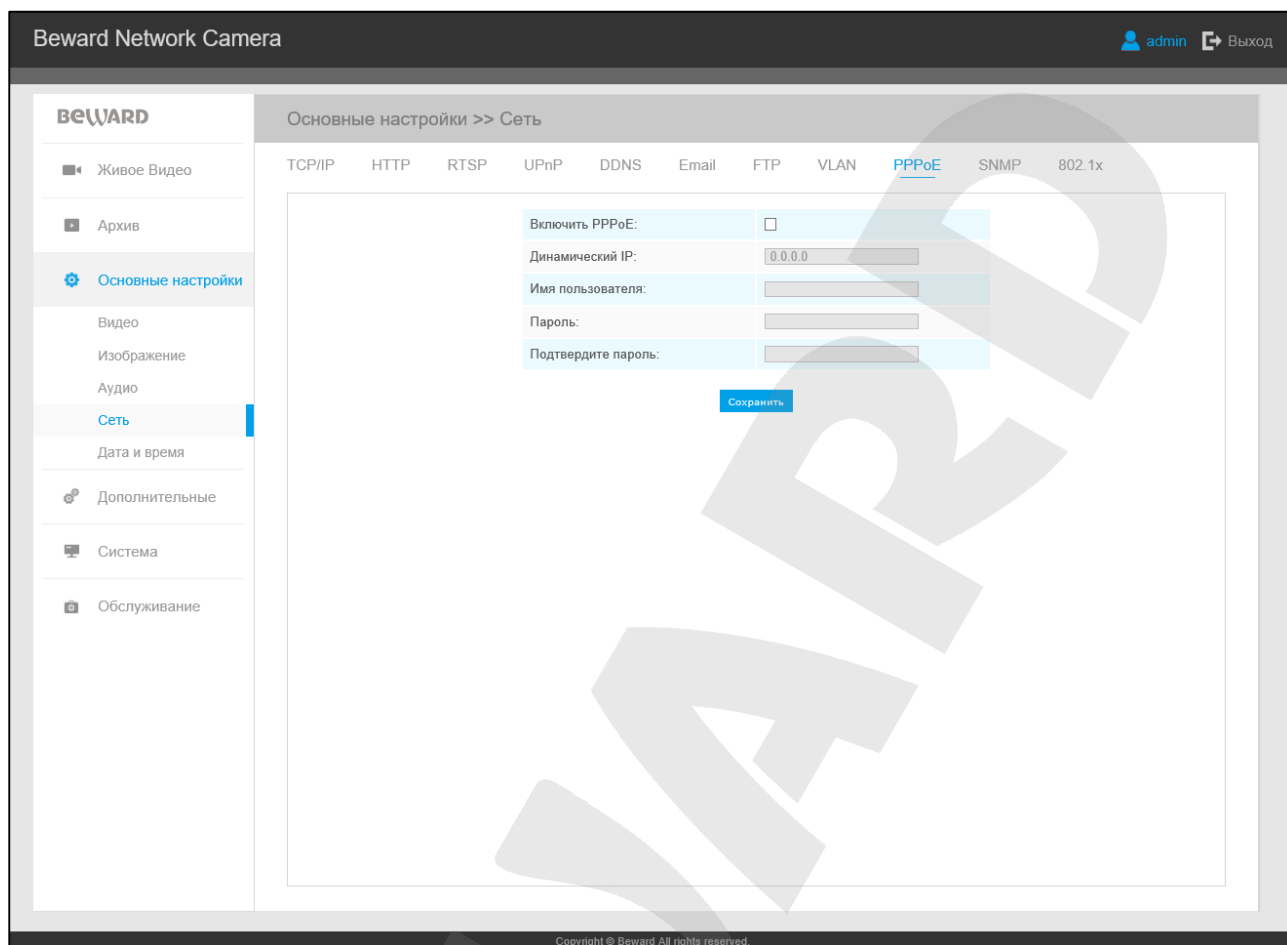 Beward Network Camera
admin Выход
BEWARD
Основные настройки >> Сеть
TCP/IP HTTP RTSP UPnP DDNS Email FTP VLAN PPPoE SNMP 802.1x
Живое Видео
Архив
Основные настройки
Видео
Изображение
Аудио
Сеть
Дата и время
Дополнительные
Система
Обслуживание
Включить PPPoE:
Динамический IP: 0.0.0.0
Имя пользователя:
Пароль:
Подтвердите пароль:
Сохранить
Copyright © Beward All rights reserved.